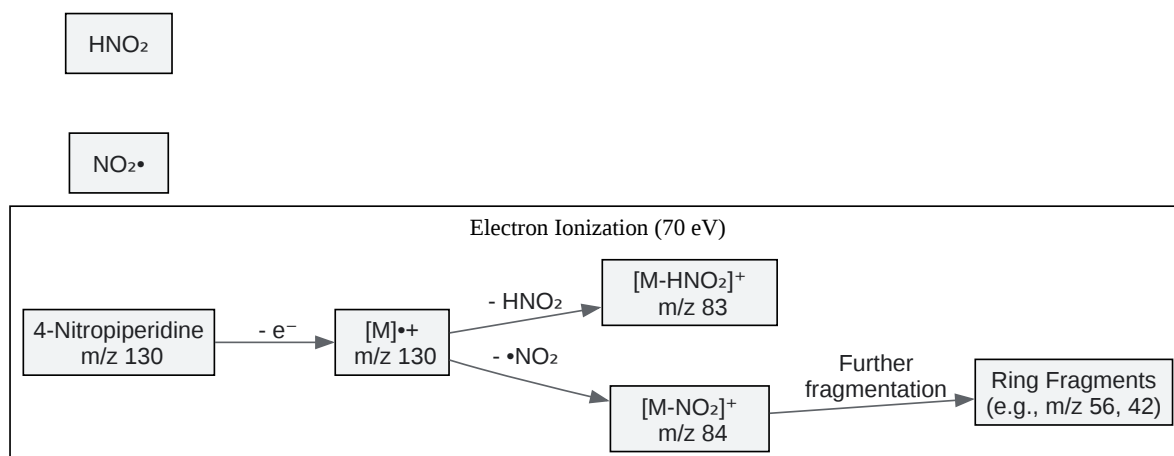 HNO₂
NO₂•
Electron Ionization (70 eV)
4-Nitropiperidine
m/z 130
- e⁻
[M]•+
m/z 130
- HNO₂
[M-HNO₂]⁺
m/z 83
- •NO₂
[M-NO₂]⁺
m/z 84
Further
fragmentation
Ring Fragments
(e.g., m/z 56, 42)